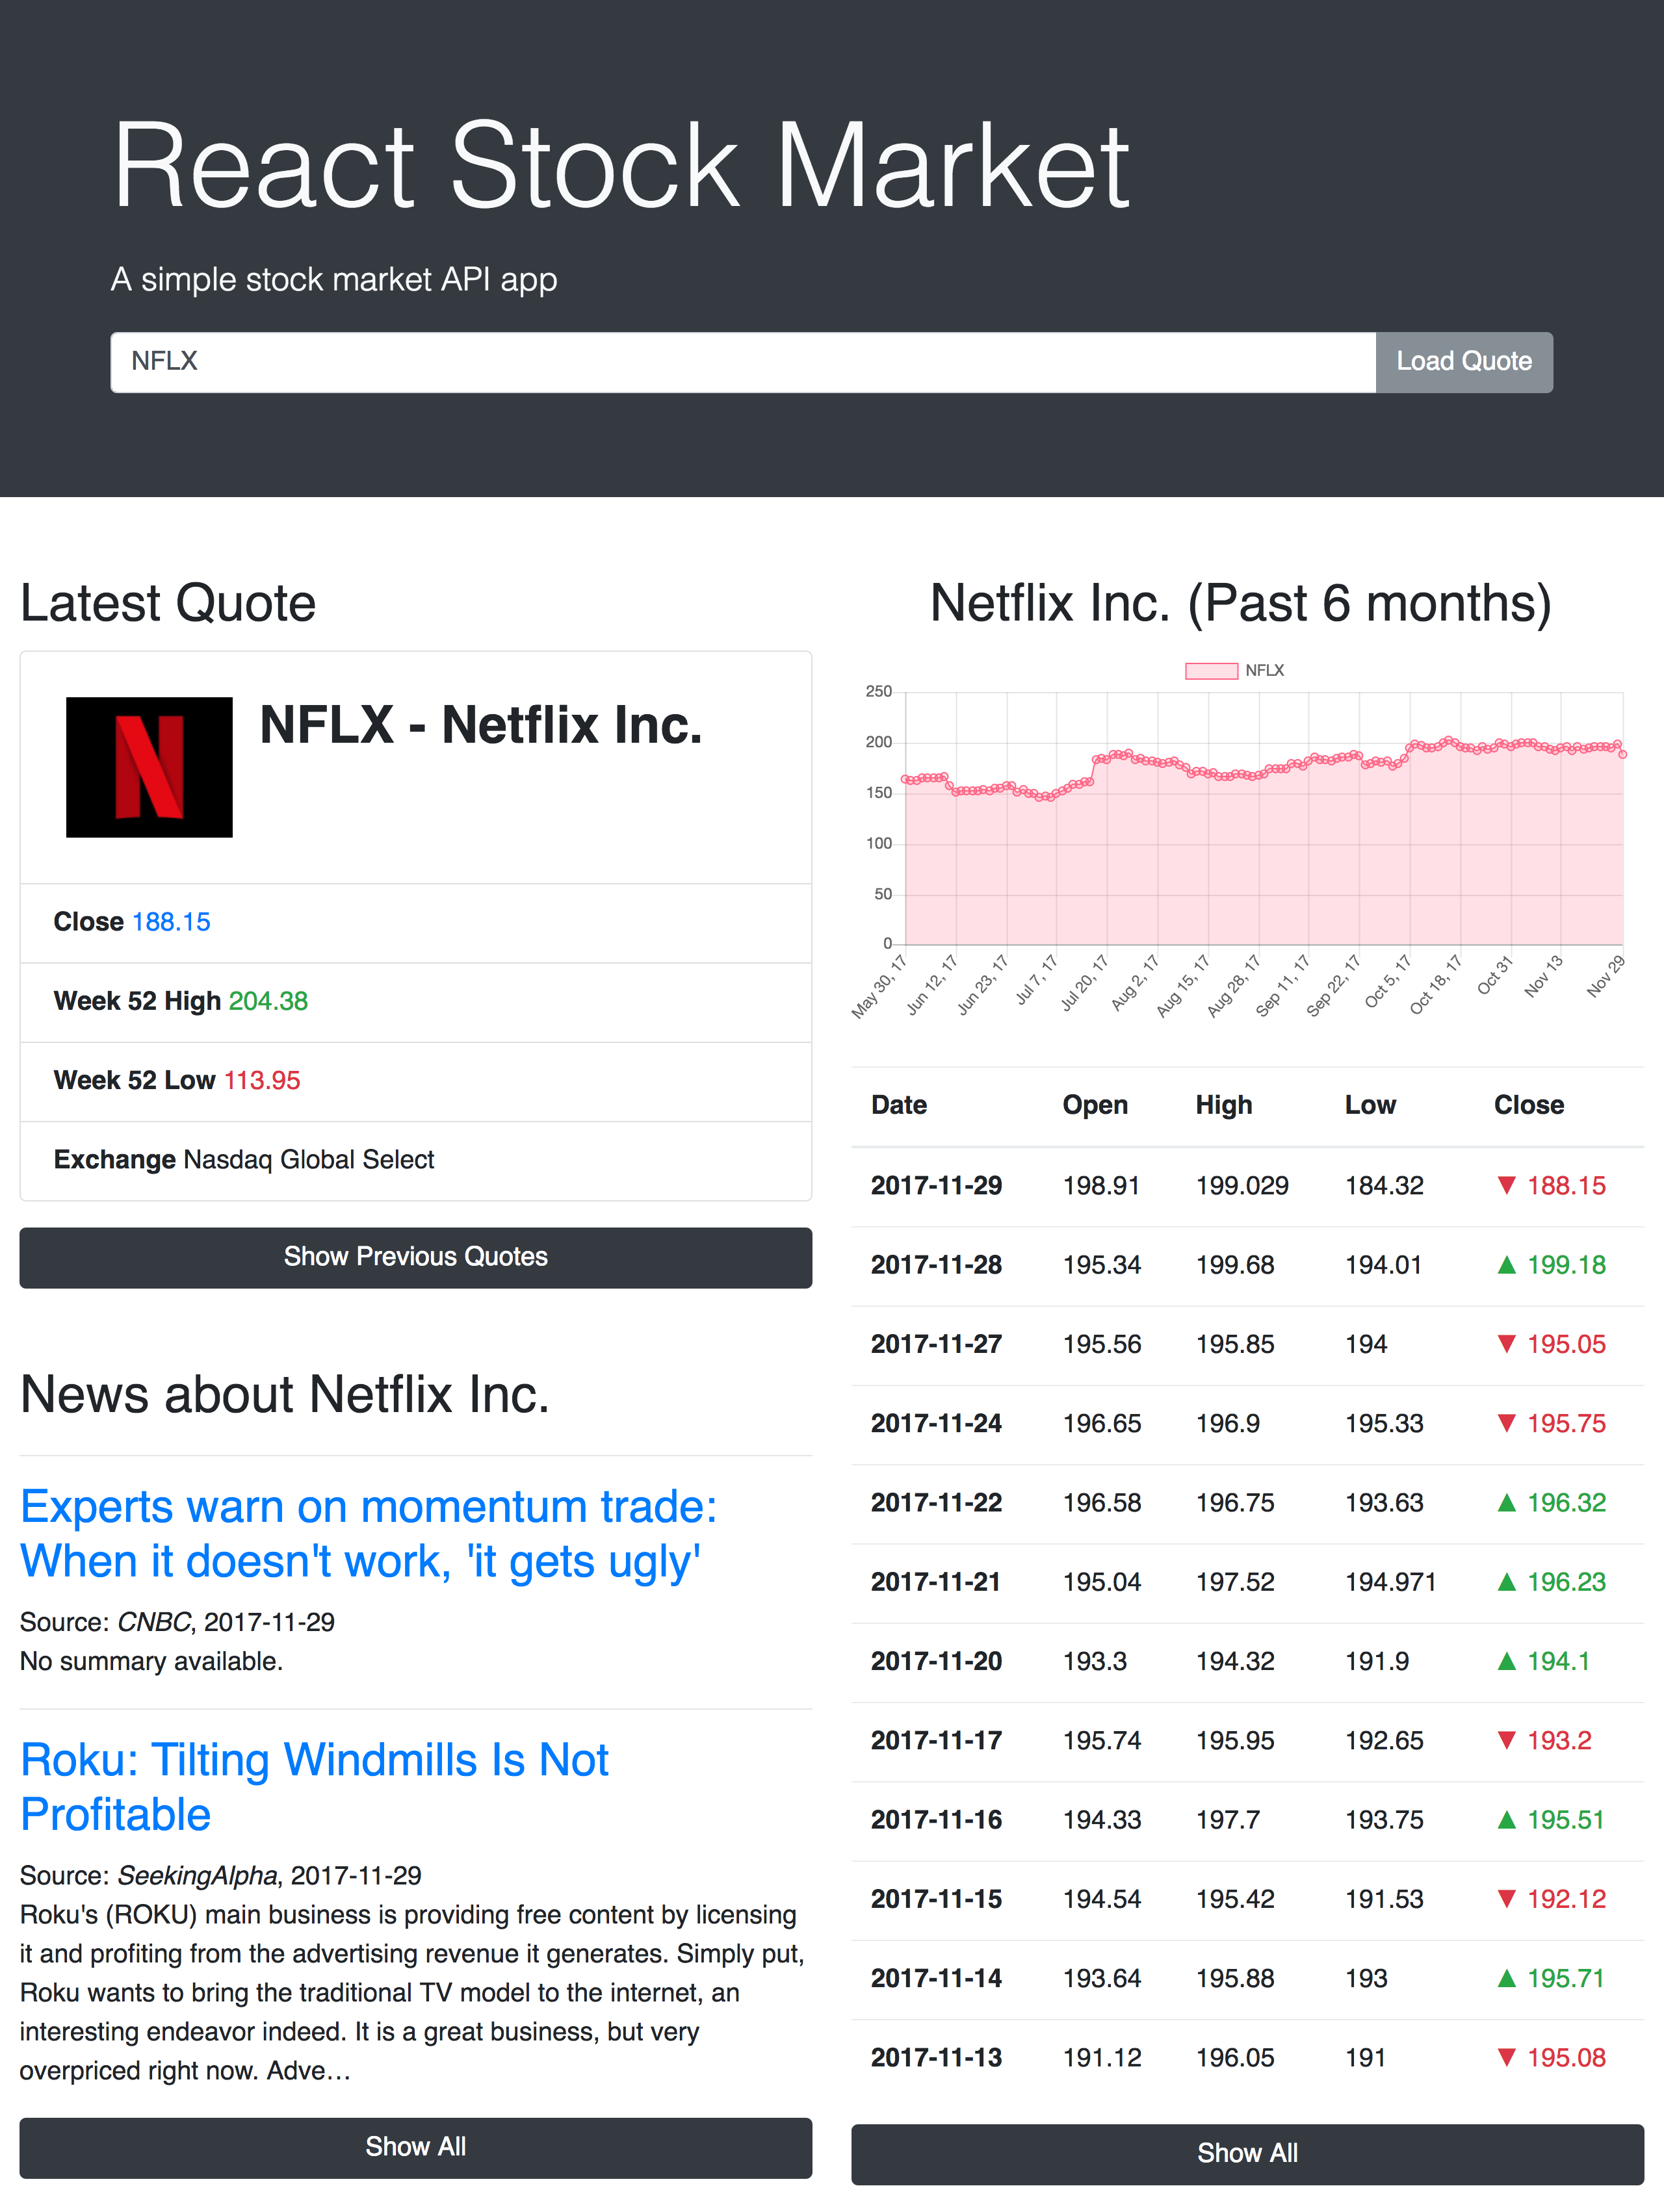 React Stock Market
A simple stock market API app
NFLX
Load Quote
Latest Quote
N
NFLX - Netflix Inc.
Close 188.15
Week 52 High 204.38
Week 52 Low 113.95
Exchange Nasdaq Global Select
Show Previous Quotes
News about Netflix Inc.
Experts warn on momentum trade:
When it doesn't work, 'it gets ugly'
Source: CNBC, 2017-11-29
No summary available.
Roku: Tilting Windmills Is Not
Profitable
Source: SeekingAlpha, 2017-11-29
Roku's (ROKU) main business is providing free content by licensing
it and profiting from the advertising revenue it generates. Simply put,
Roku wants to bring the traditional TV model to the internet, an
interesting endeavor indeed. It is a great business, but very
overpriced right now. Adve…
Show All
Netflix Inc. (Past 6 months)
NFLX
250
200
150
100
50
0
May 30, 17
Jun 12, 17
Jun 23, 17
Jul 7, 17
Jul 20, 17
Aug 2, 17
Aug 15, 17
Aug 28, 17
Sep 11, 17
Sep 22, 17
Oct 5, 17
Oct 18, 17
Oct 31
Nov 13
Nov 29
Date Open High Low Close
2017-11-29 198.91 199.029 184.32 ▼ 188.15
2017-11-28 195.34 199.68 194.01 ▲ 199.18
2017-11-27 195.56 195.85 194 ▼ 195.05
2017-11-24 196.65 196.9 195.33 ▼ 195.75
2017-11-22 196.58 196.75 193.63 ▲ 196.32
2017-11-21 195.04 197.52 194.971 ▲ 196.23
2017-11-20 193.3 194.32 191.9 ▲ 194.1
2017-11-17 195.74 195.95 192.65 ▼ 193.2
2017-11-16 194.33 197.7 193.75 ▲ 195.51
2017-11-15 194.54 195.42 191.53 ▼ 192.12
2017-11-14 193.64 195.88 193 ▲ 195.71
2017-11-13 191.12 196.05 191 ▼ 195.08
Show All